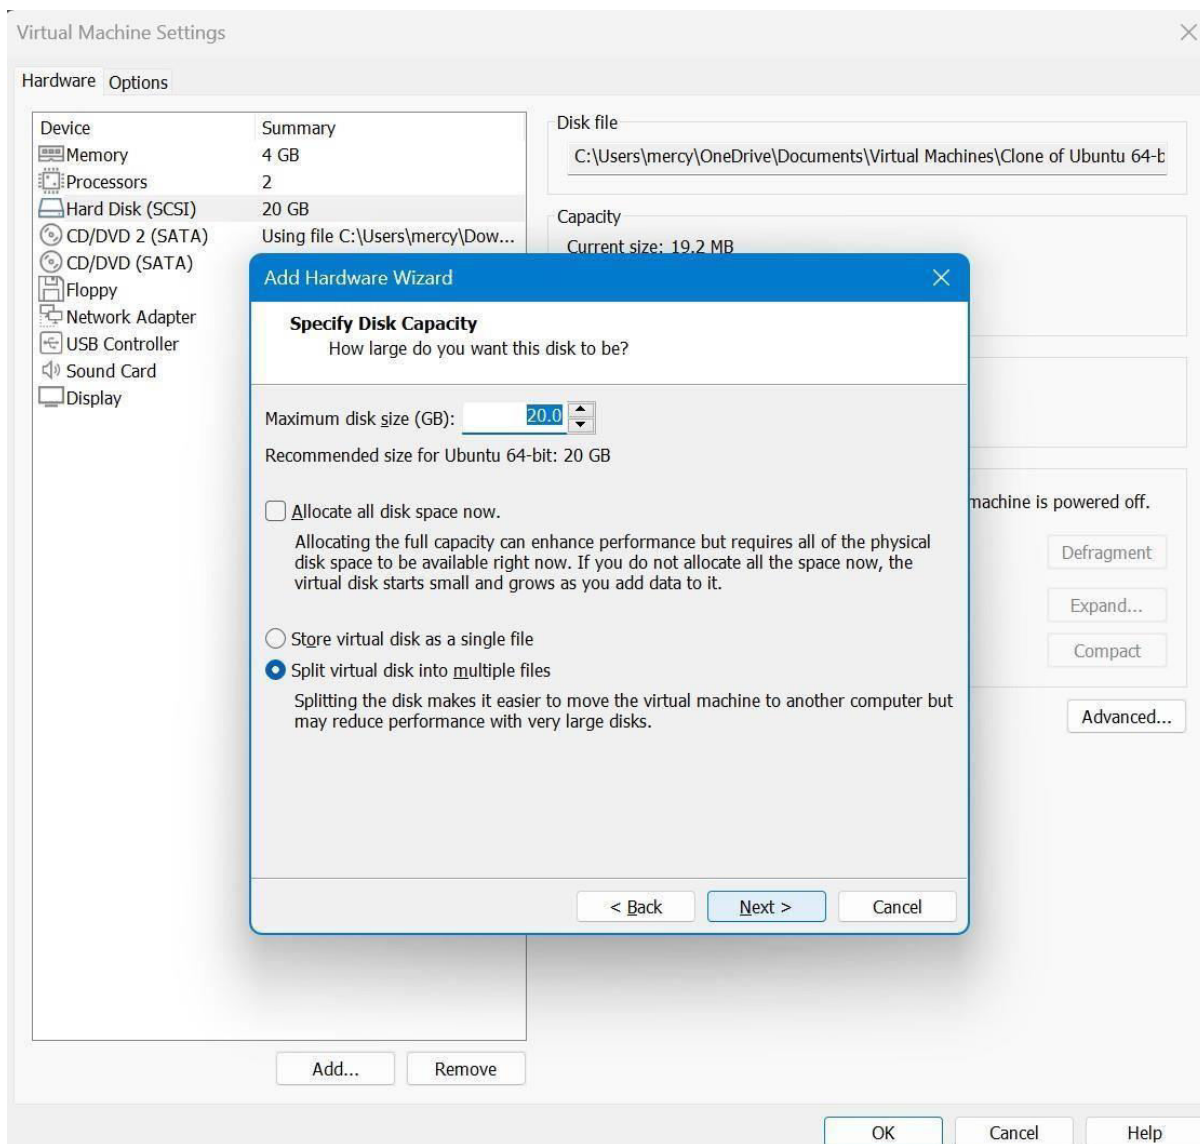 Virtual Machine Settings
Hardware Options
Device Summary
Memory 4 GB
Processors 2
Hard Disk (SCSI) 20 GB
CD/DVD 2 (SATA) Using file C:\Users\mercy\Dow...
CD/DVD (SATA)
Floppy
Network Adapter
USB Controller
Sound Card
Display
Add... Remove
Disk file
C:\Users\mercy\OneDrive\Documents\Virtual Machines\Clone of Ubuntu 64-b
Capacity
Current size: 19.2 MB
machine is powered off.
Defragment
Expand...
Compact
Advanced...
Add Hardware Wizard
Specify Disk Capacity
How large do you want this disk to be?
Maximum disk size (GB): 20.0
Recommended size for Ubuntu 64-bit: 20 GB
Allocate all disk space now.
Allocating the full capacity can enhance performance but requires all of the physical
disk space to be available right now. If you do not allocate all the space now, the
virtual disk starts small and grows as you add data to it.
Store virtual disk as a single file
Split virtual disk into multiple files
Splitting the disk makes it easier to move the virtual machine to another computer but
may reduce performance with very large disks.
< Back Next > Cancel
OK Cancel Help